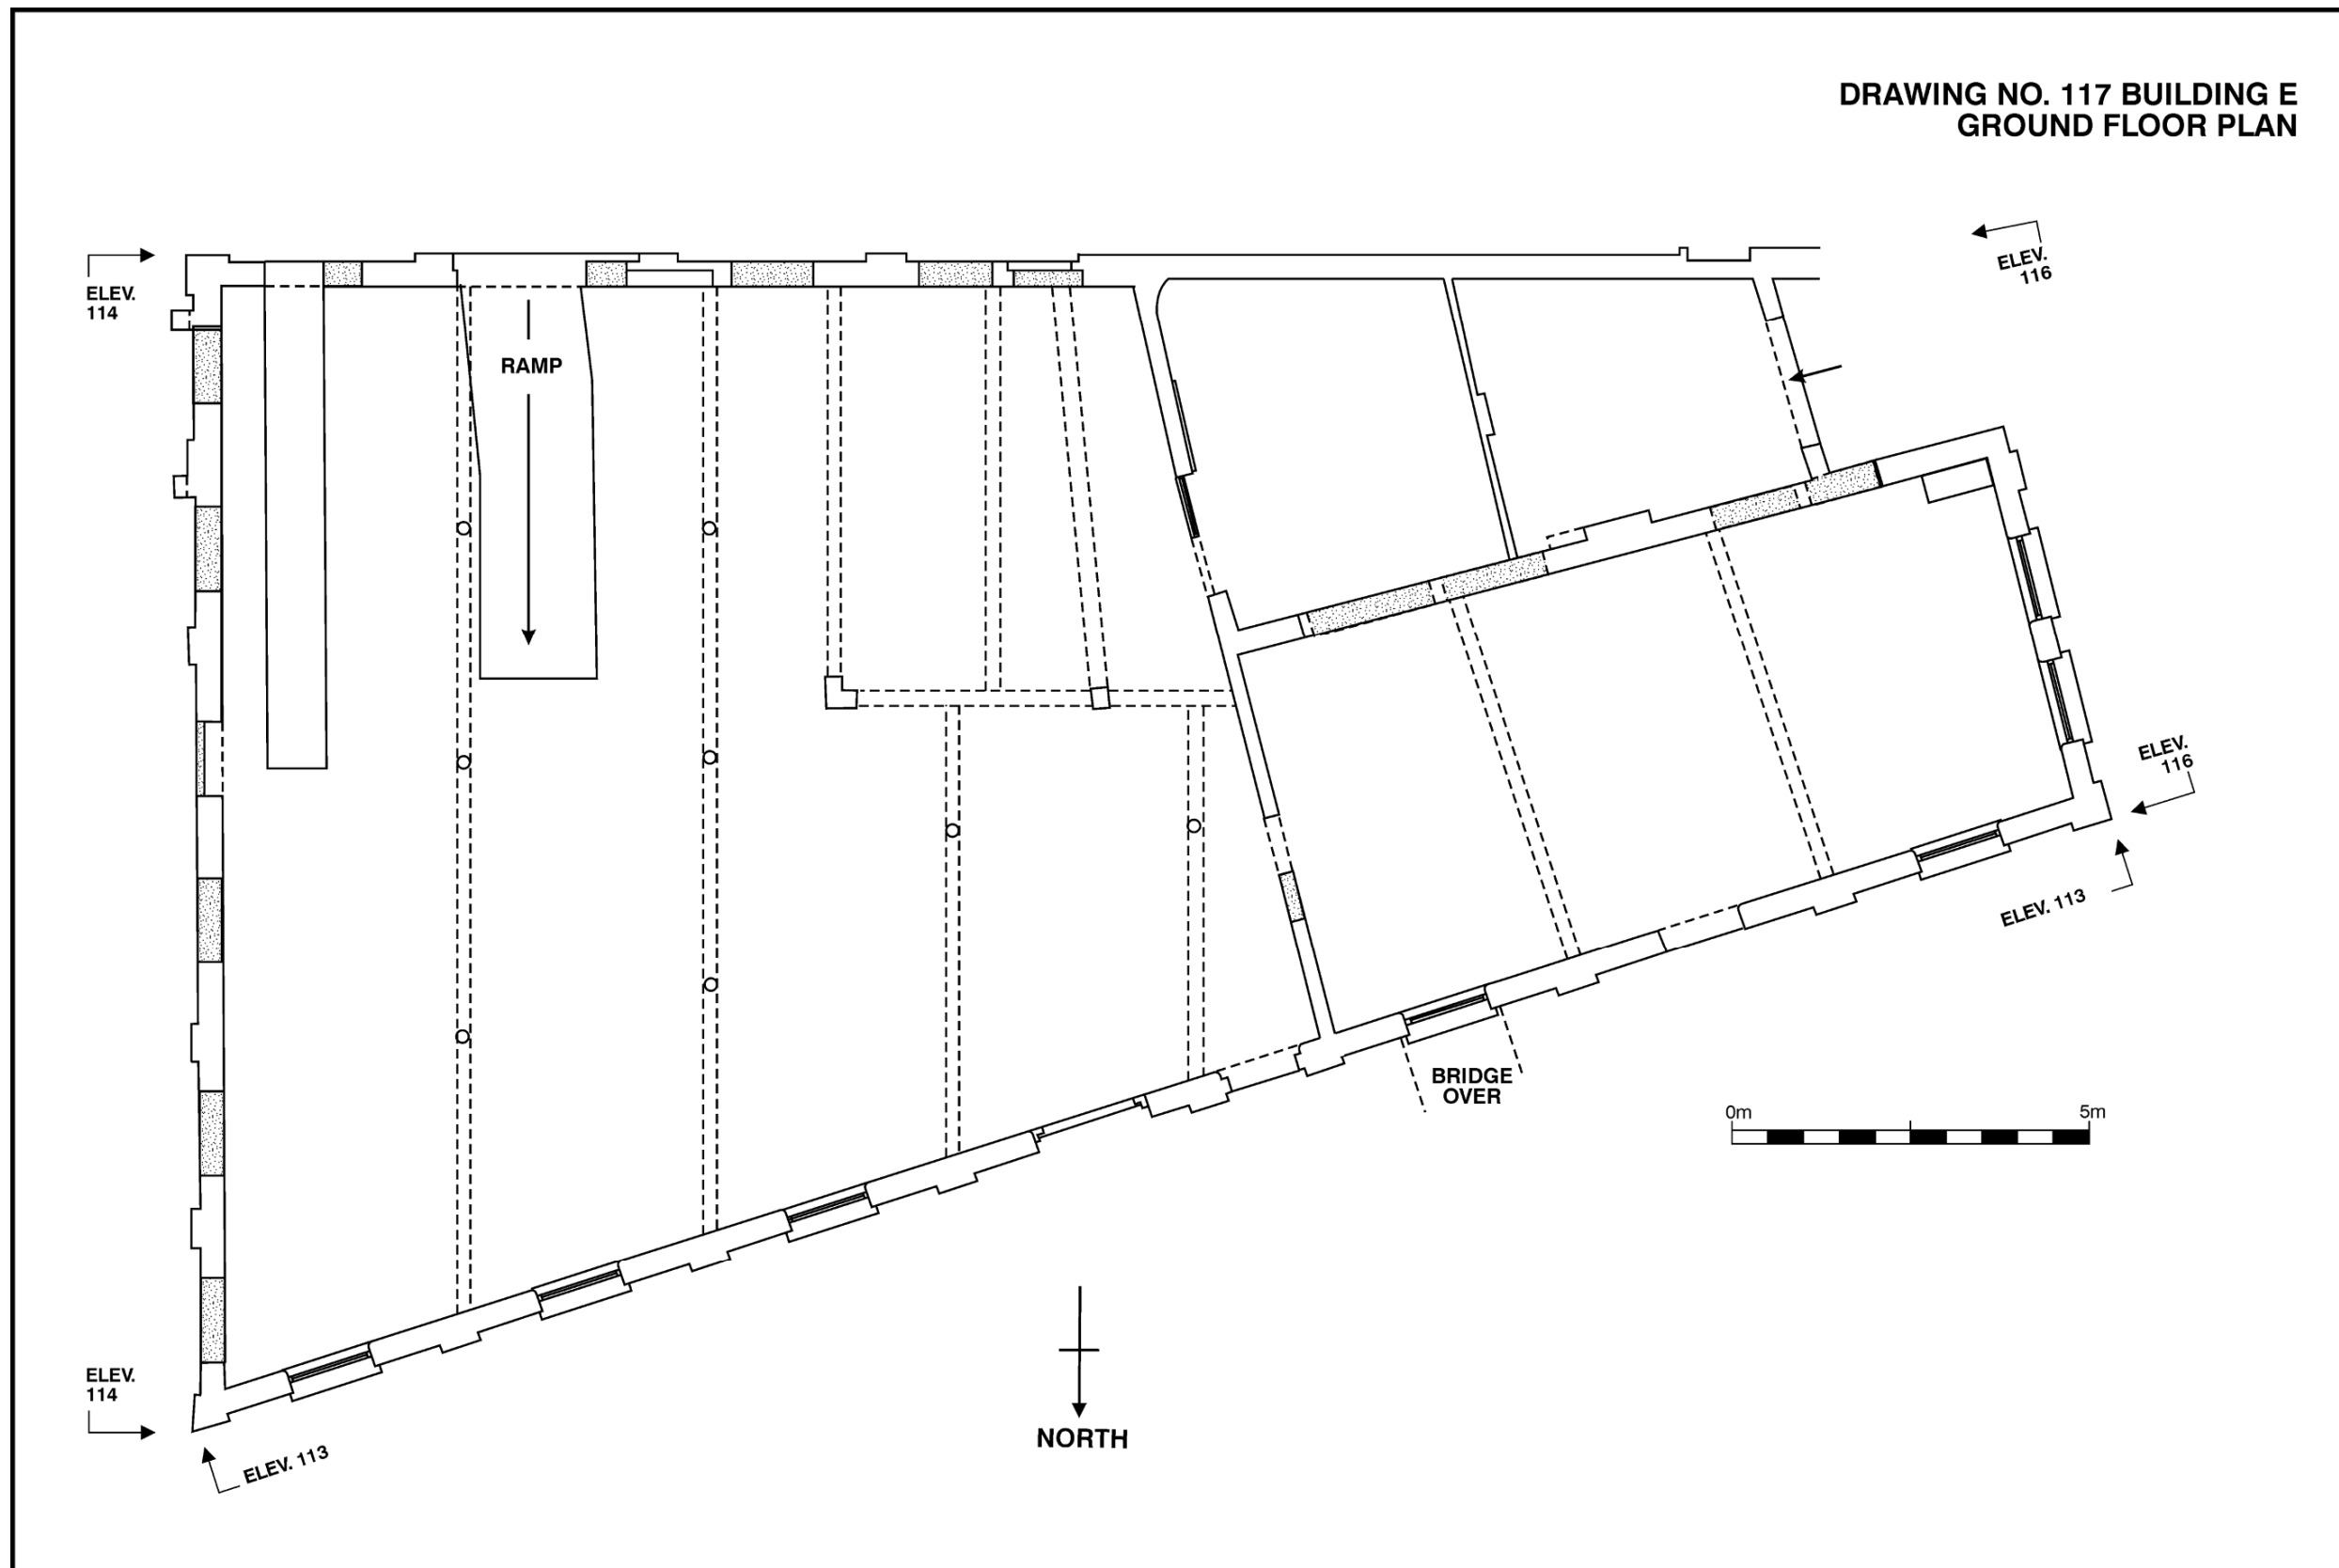 DRAWING NO. 117 BUILDING E
GROUND FLOOR PLAN
ELEV.
114
ELEV.
116
RAMP
ELEV.
116
ELEV. 113
BRIDGE
OVER
0m 5m
ELEV.
114
NORTH
ELEV. 113